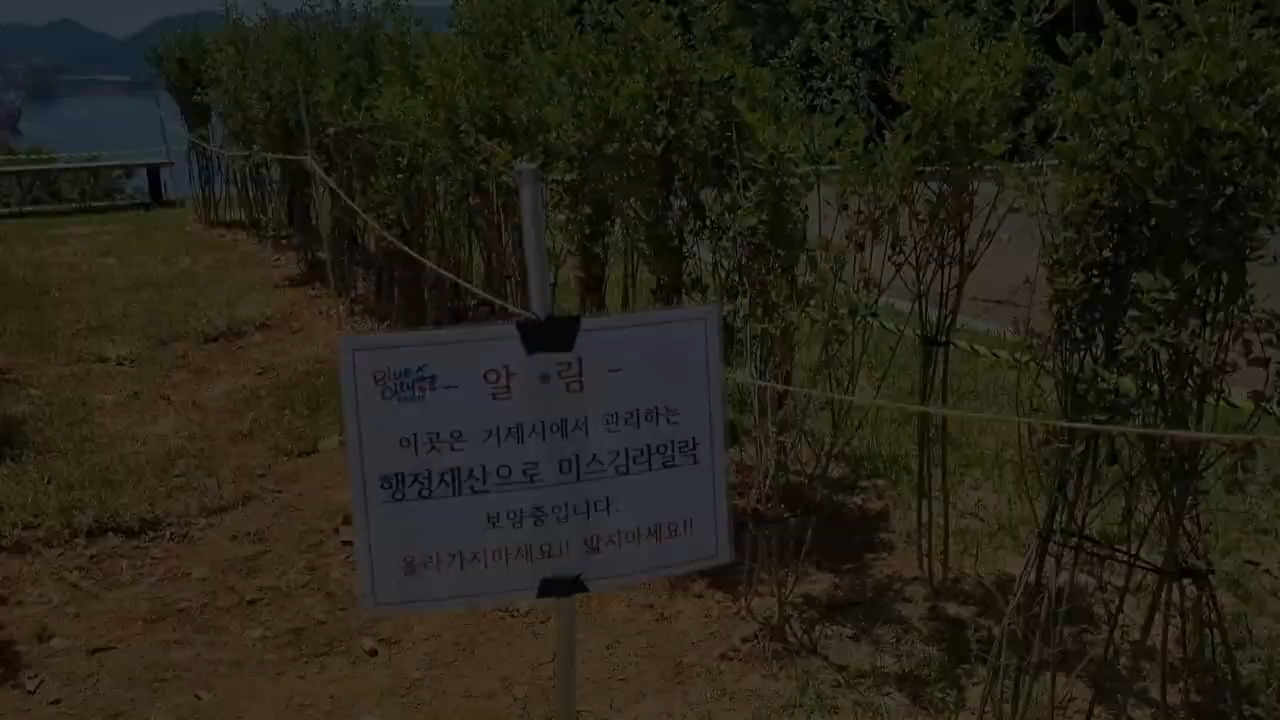 Blue City
- 알 림 -
이곳은 거제시에서 관리하는
행정재산으로 미스김라일락
보양중입니다.
올라가지마세요!! 밟지마세요!!